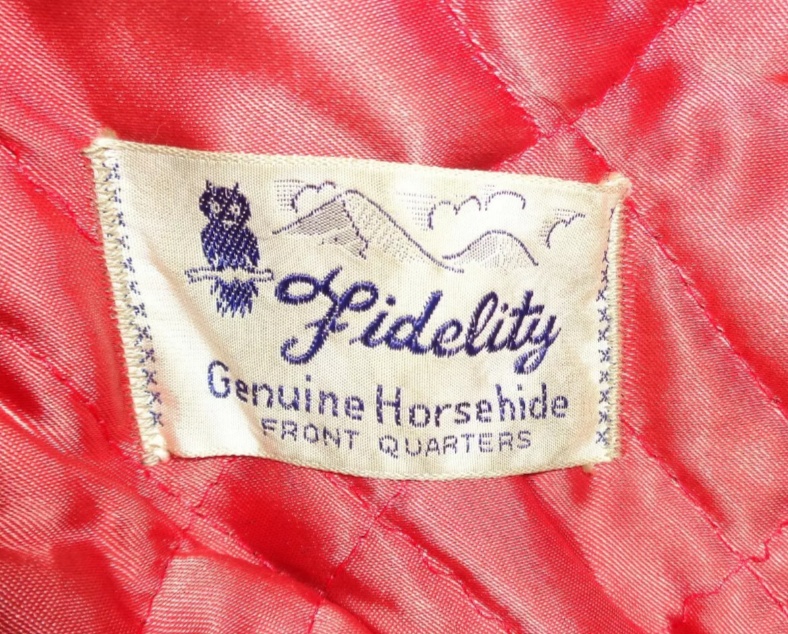 Fidelity
Genuine Horsehide
FRONT QUARTERS